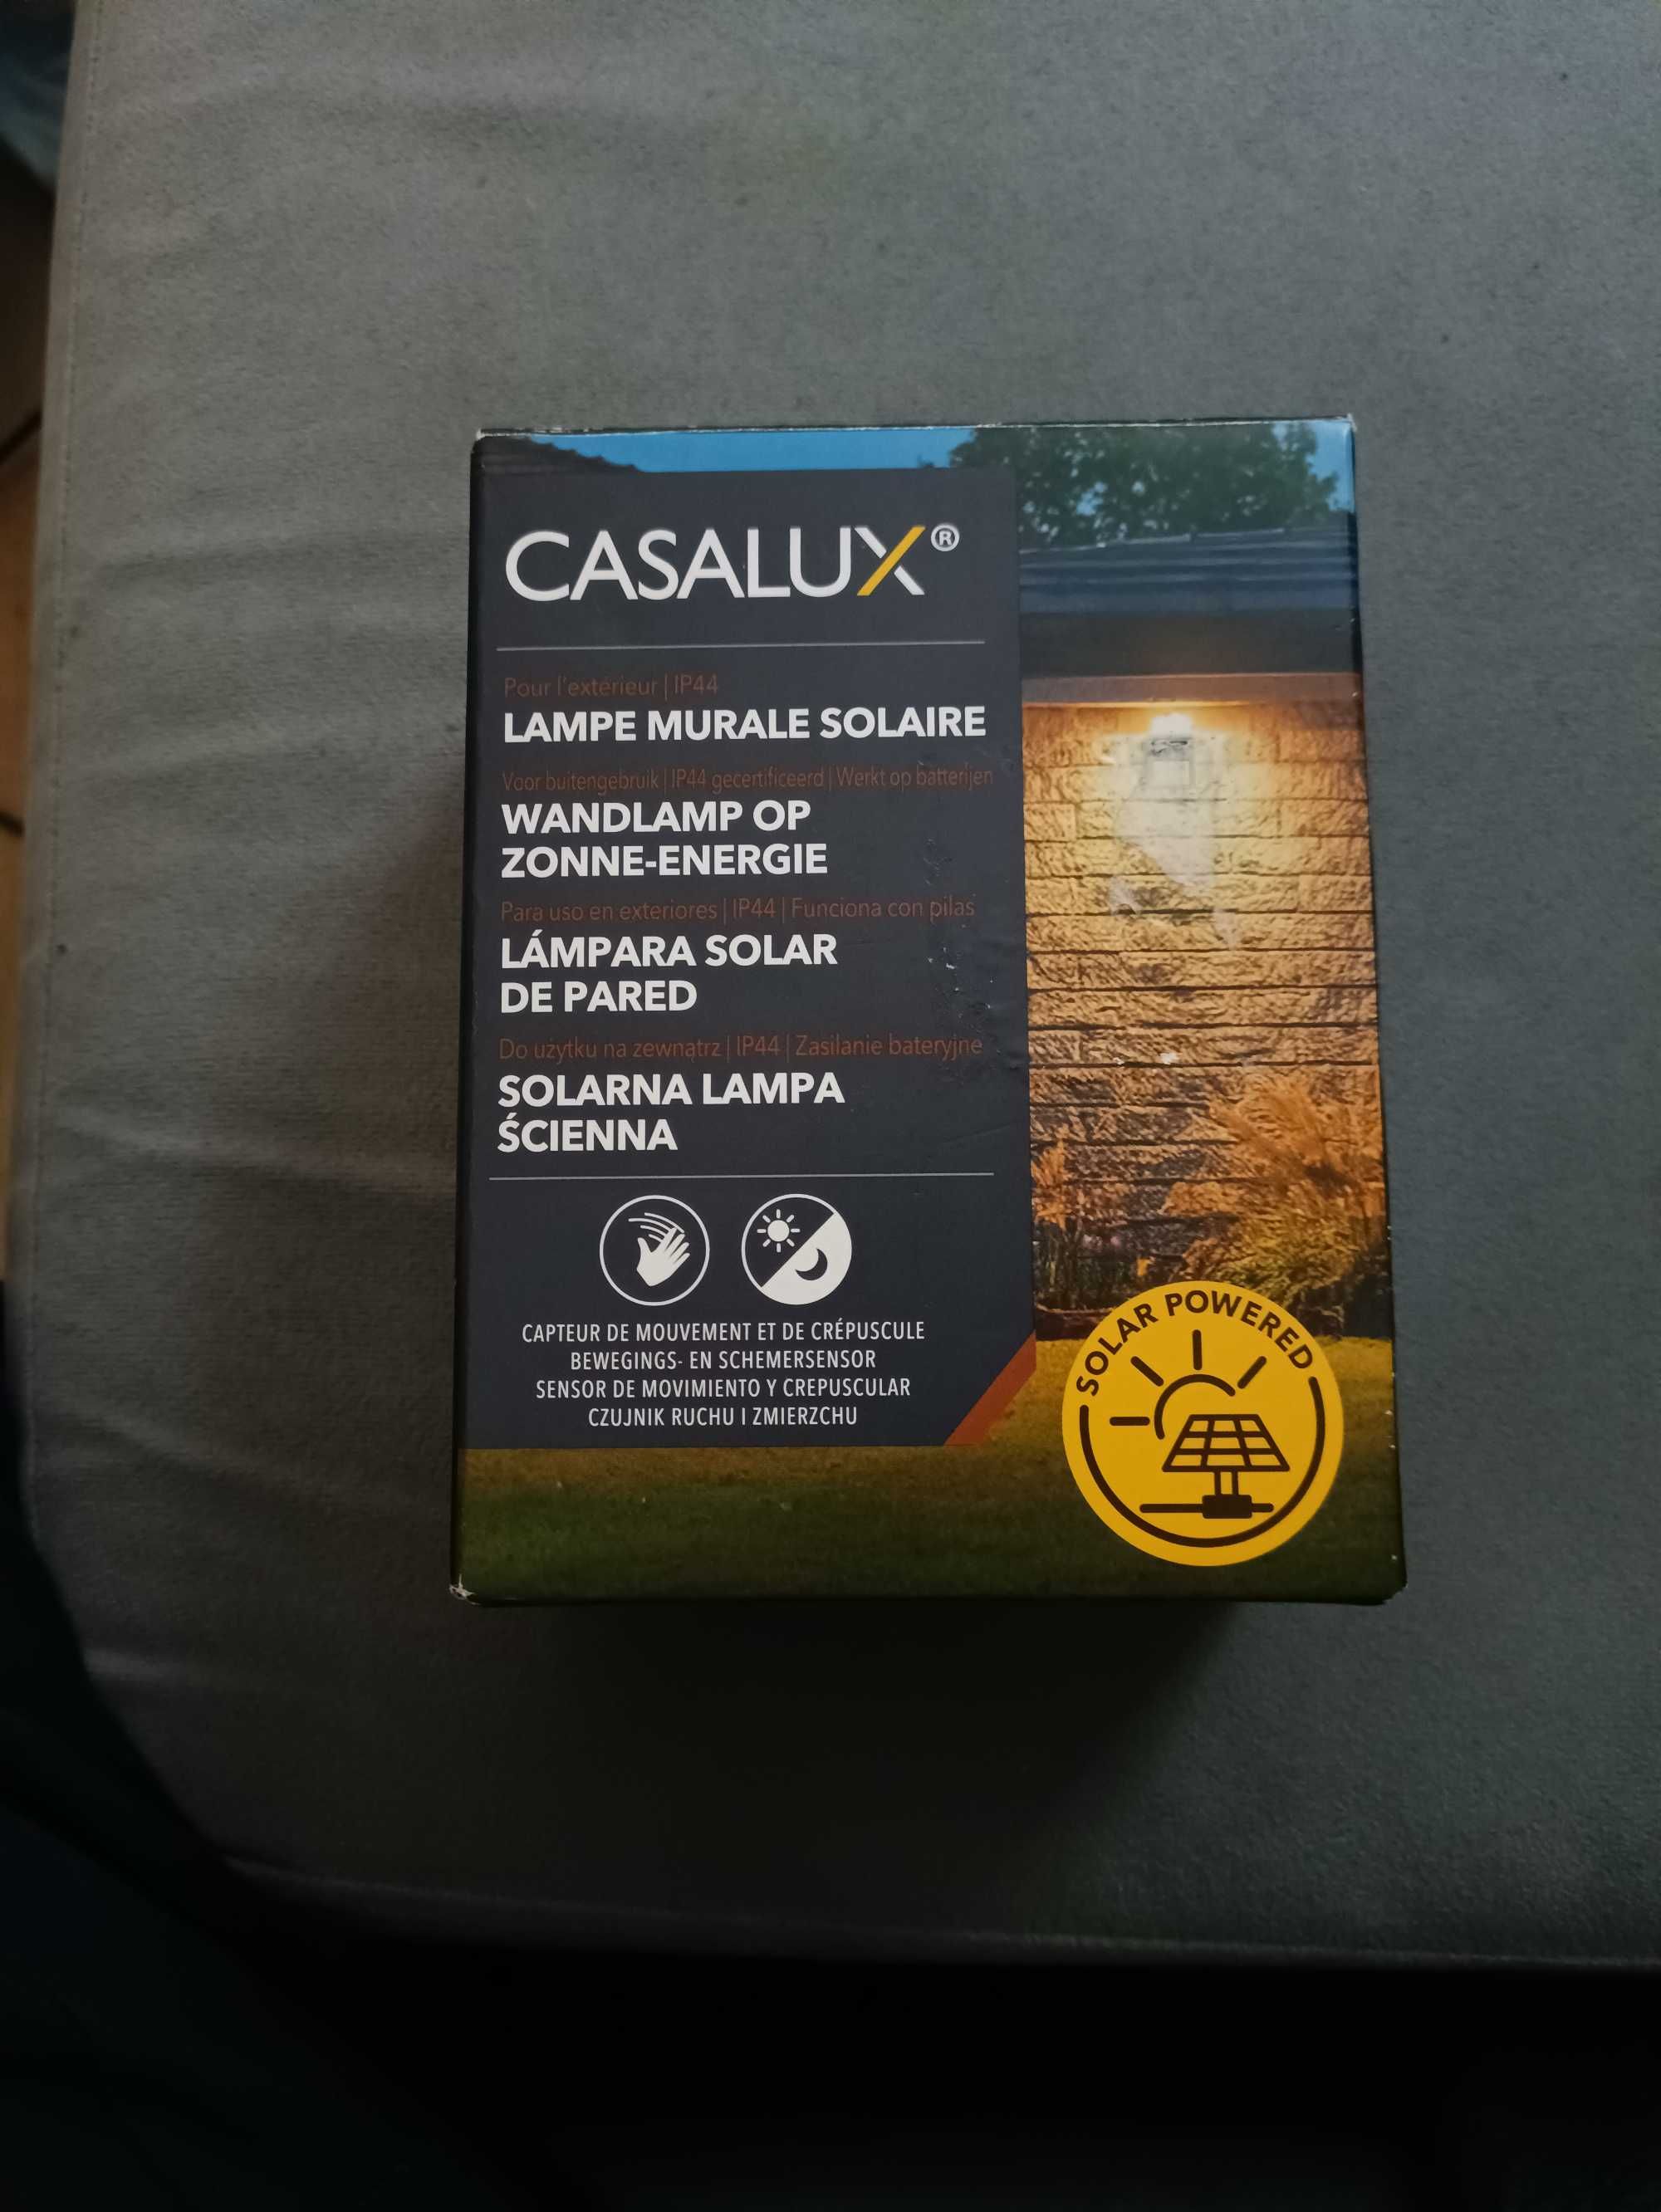 CASALUX®
Pour l'extérieur | IP44
LAMPE MURALE SOLAIRE
Voor buitengebruik | IP44 gecertificeerd | Werkt op batterijen
WANDLAMP OP
ZONNE-ENERGIE
Para uso en exteriores | IP44 | Funciona con pilas
LÁMPARA SOLAR
DE PARED
Do użytku na zewnątrz | IP44 | Zasilanie bateryjne
SOLARNA LAMPA
ŚCIENNA
CAPTEUR DE MOUVEMENT ET DE CRÉPUSCULE
BEWEGINGS- EN SCHEMERSENSOR
SENSOR DE MOVIMIENTO Y CREPUSCULAR
CZUJNIK RUCHU I ZMIERZCHU
SOLAR POWERED